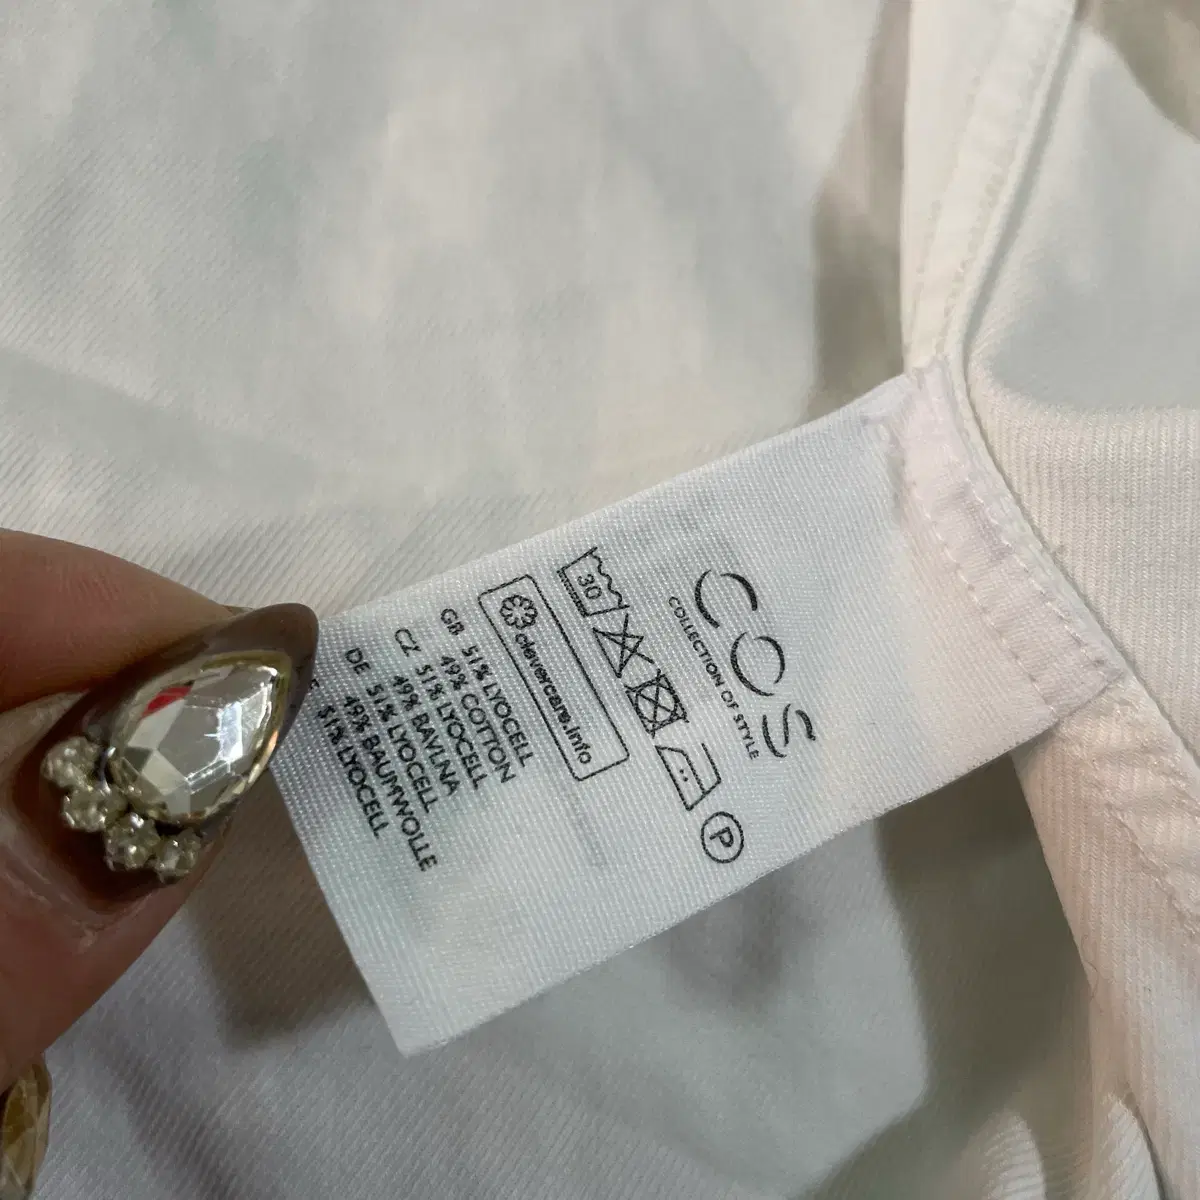 COS
COLLECTION OF STYLE
30
P
clevercare.info
GB 51% LYOCELL
49% COTTON
CZ 51% LYOCELL
49% BAVLNA
DE 51% LYOCELL
49% BAUMWOLLE
51% LYOCELL